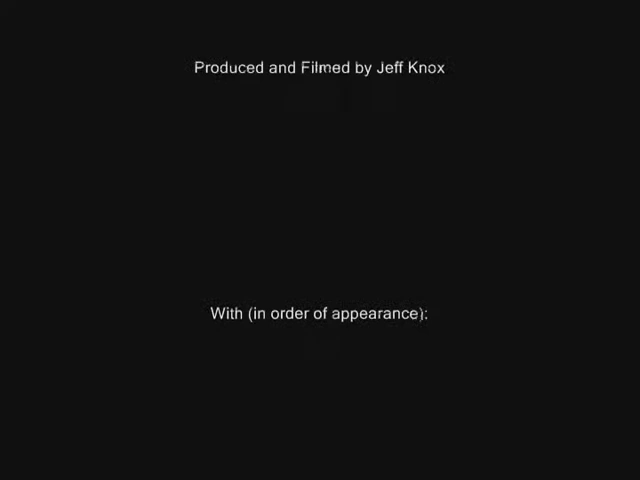 Produced and Filmed by Jeff Knox
With (in order of appearance):